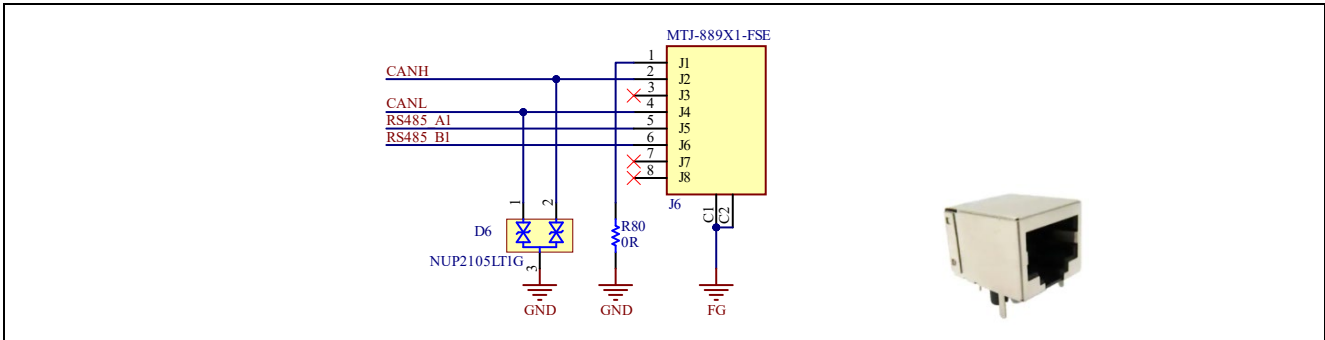 MTJ-889X1-FSE
1 J1
CANH 2 J2
3 J3
CANL 4 J4
RS485_A1 5 J5
RS485_B1 6 J6
7 J7
8 J8
J6
C1
C2
1
2
D6
R80
0R
NUP2105LT1G
3
GND
GND
FG